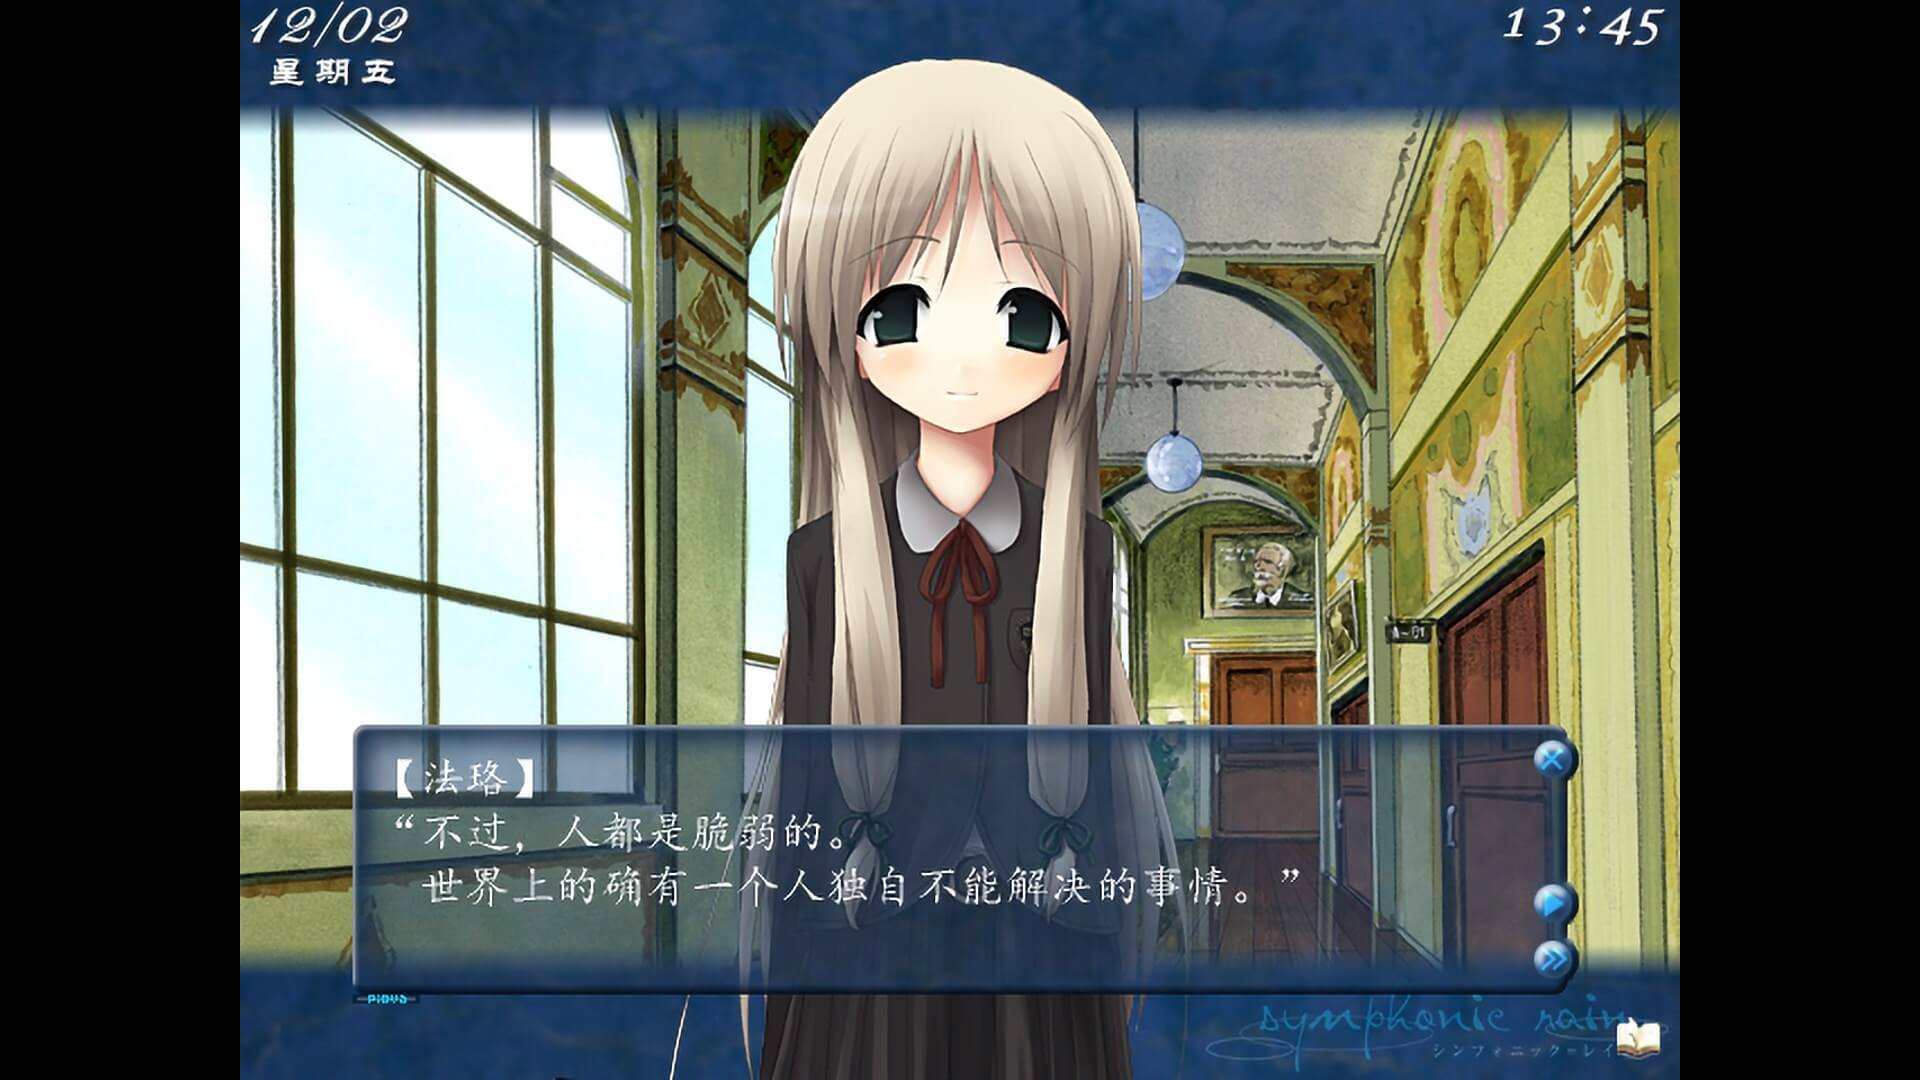 12/02
星期五
13:45
【法珞】
“不过，人都是脆弱的。
世界上的确有一个人独自不能解决的事情。”
PIOVA
symphonic rain
シンフォニック=レイ